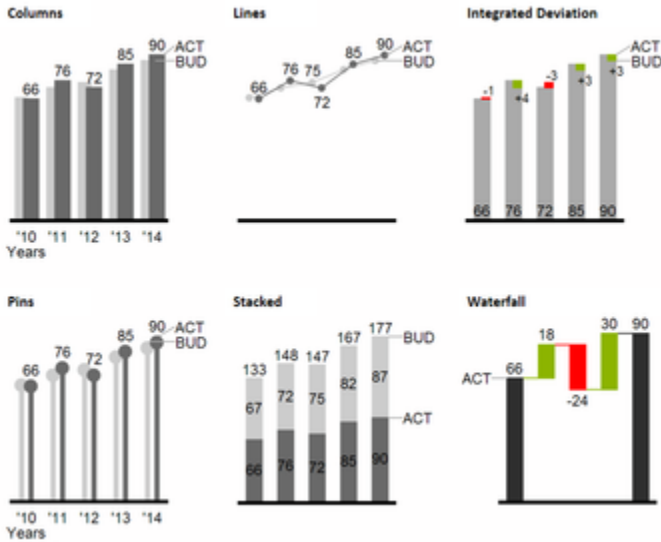 Columns
90 ACT
85 BUD
76 72
66
'10 '11 '12 '13 '14
Years
Lines
90 ACT
85 BUD
76 75
66
72
Integrated Deviation
ACT
BUD
-1 +4 -3 +3 +3
66 76 72 85 90
Pins
90 ACT
85 BUD
76 72
66
'10 '11 '12 '13 '14
Years
Stacked
133 148 147 167 177
BUD
67 72 75 82 87
ACT
66 76 72 85 90
Waterfall
18 30 90
66
ACT
-24